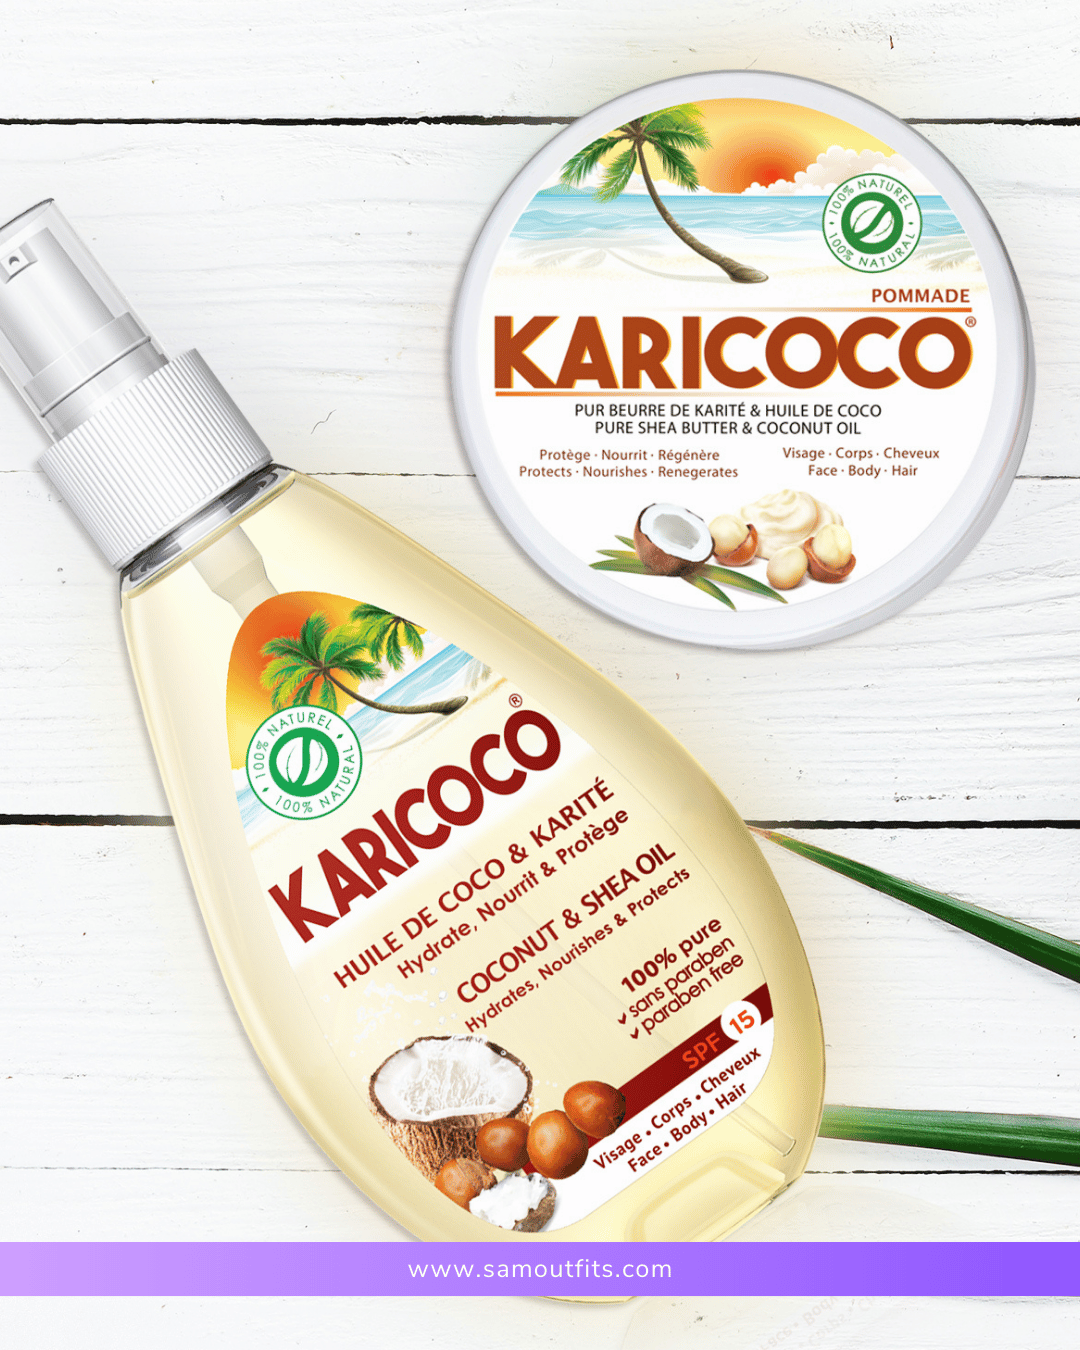 100% NATUREL
100% NATURAL
POMMADE
KARICOCO®
PUR BEURRE DE KARITÉ & HUILE DE COCO
PURE SHEA BUTTER & COCONUT OIL
Protège · Nourrit · Régénère
Protects · Nourishes · Renegerates
Visage · Corps · Cheveux
Face · Body · Hair
100% NATUREL
100% NATURAL
KARICOCO®
HUILE DE COCO & KARITÉ
Hydrate, Nourrit & Protège
COCONUT & SHEA OIL
Hydrates, Nourishes & Protects
100% pure
sans paraben
paraben free
SPF 15
Visage • Corps • Cheveux
Face • Body • Hair
www.samoutfits.com